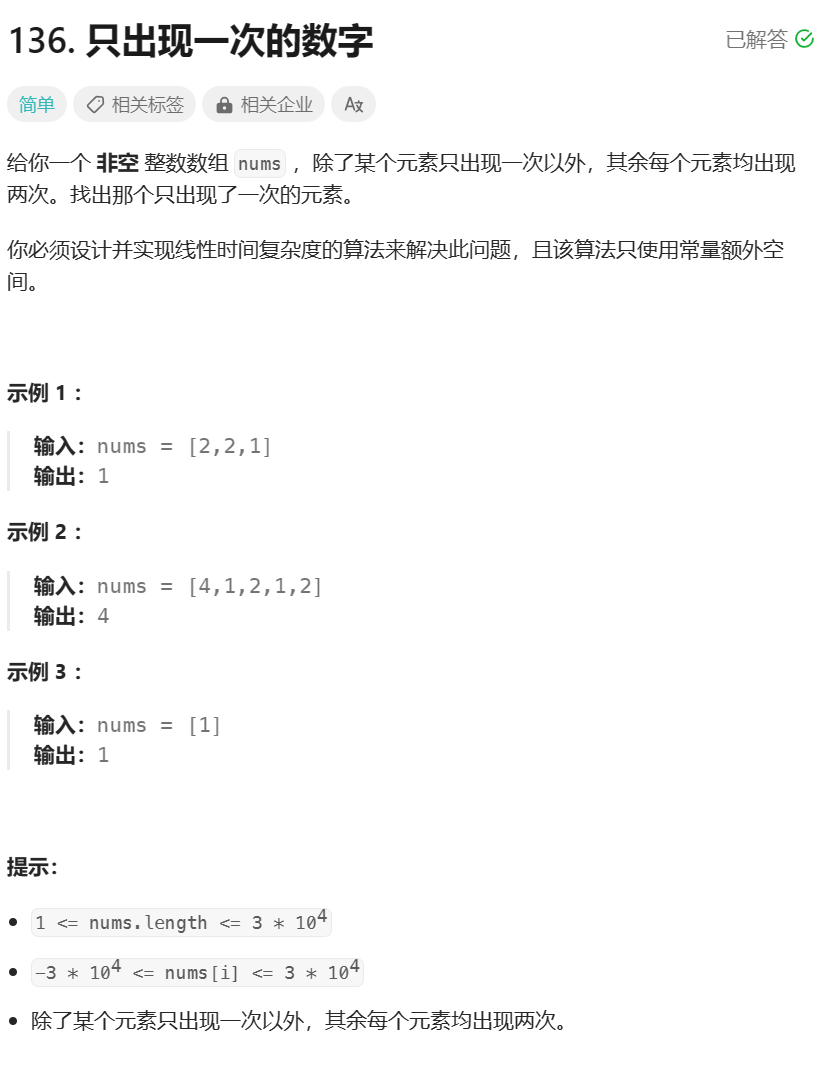 136. 只出现一次的数字
已解答
简单 相关标签 相关企业
给你一个 非空 整数数组 nums ，除了某个元素只出现一次以外，其余每个元素均出现
两次。找出那个只出现了一次的元素。
你必须设计并实现线性时间复杂度的算法来解决此问题，且该算法只使用常量额外空
间。
示例 1 ：
输入：nums = [2,2,1]
输出：1
示例 2 ：
输入：nums = [4,1,2,1,2]
输出：4
示例 3 ：
输入：nums = [1]
输出：1
提示：
• 1 <= nums.length <= 3 * 10⁴
• -3 * 10⁴ <= nums[i] <= 3 * 10⁴
• 除了某个元素只出现一次以外，其余每个元素均出现两次。